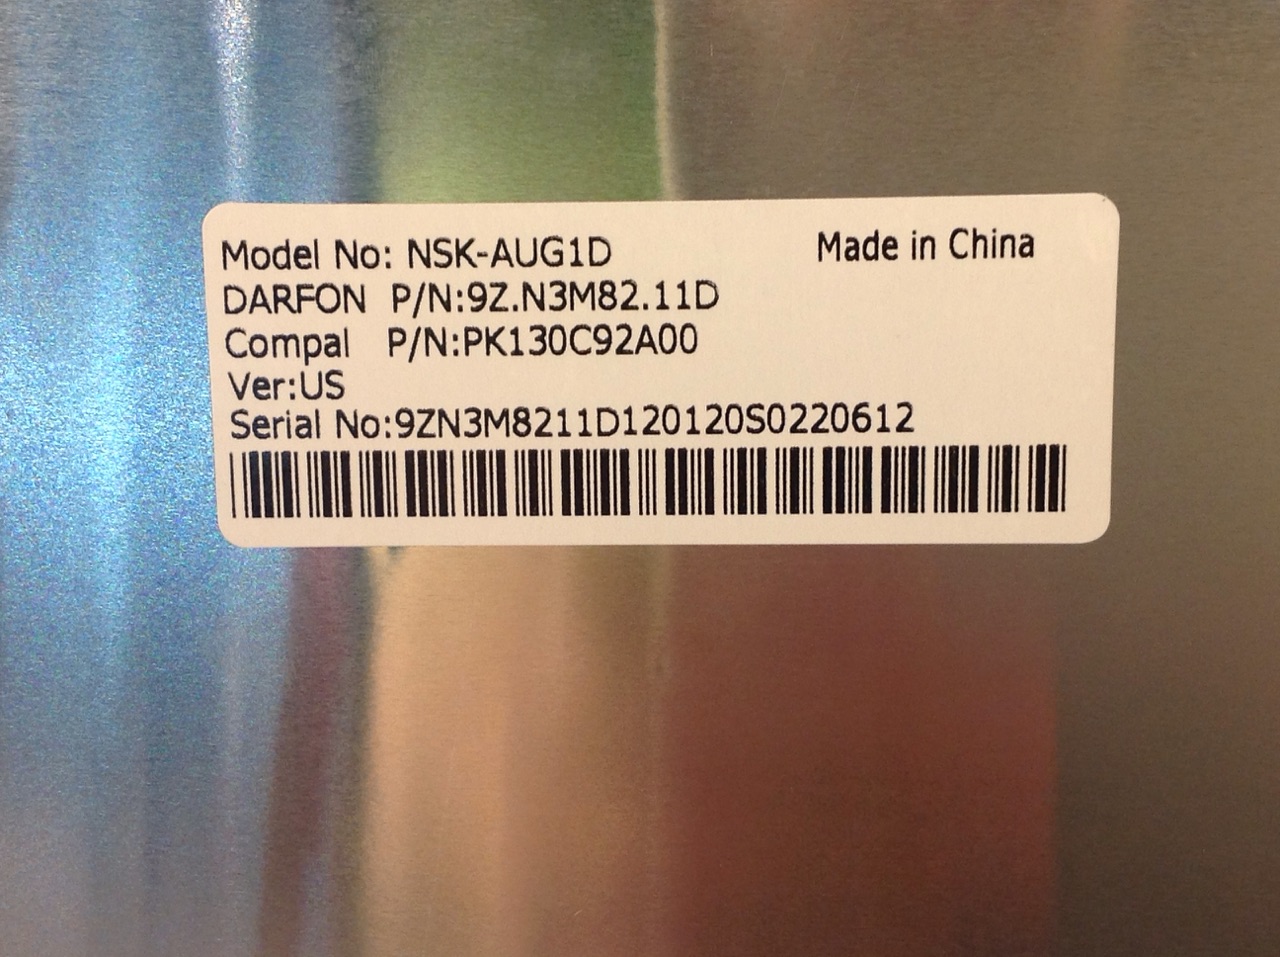 Model No: NSK-AUG1D Made in China
DARFON P/N:9Z.N3M82.11D
Compal P/N:PK130C92A00
Ver:US
Serial No:9ZN3M8211D120120S0220612